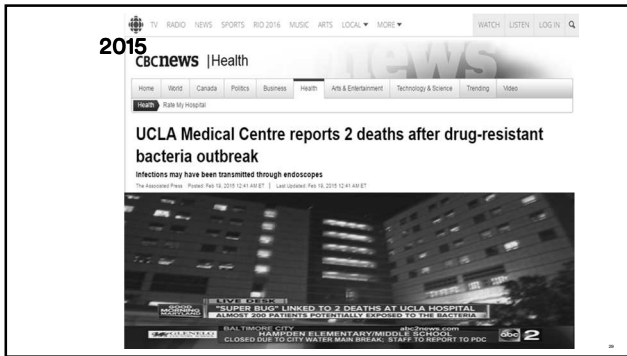 TV RADIO NEWS SPORTS RIO 2016 MUSIC ARTS LOCAL ▼ MORE ▼ WATCH LISTEN LOG IN
2015
CBCnews | Health
news
Home World Canada Politics Business Health Arts & Entertainment Technology & Science Trending Video
Health Rate My Hospital
UCLA Medical Centre reports 2 deaths after drug-resistant
bacteria outbreak
Infections may have been transmitted through endoscopes
The Associated Press Posted: Feb 19, 2015 12:41 AM ET | Last Updated: Feb 19, 2015 12:41 AM ET
LIVE DESK
GOOD MORNING MARYLAND
"SUPER BUG" LINKED TO 2 DEATHS AT UCLA HOSPITAL
ALMOST 200 PATIENTS POTENTIALLY EXPOSED TO THE BACTERIA
BALTIMORE CITY abc2news.com
GLENELG HAMPDEN ELEMENTARY/MIDDLE SCHOOL abc 2
CLOSED DUE TO CITY WATER MAIN BREAK; STAFF TO REPORT TO PDC